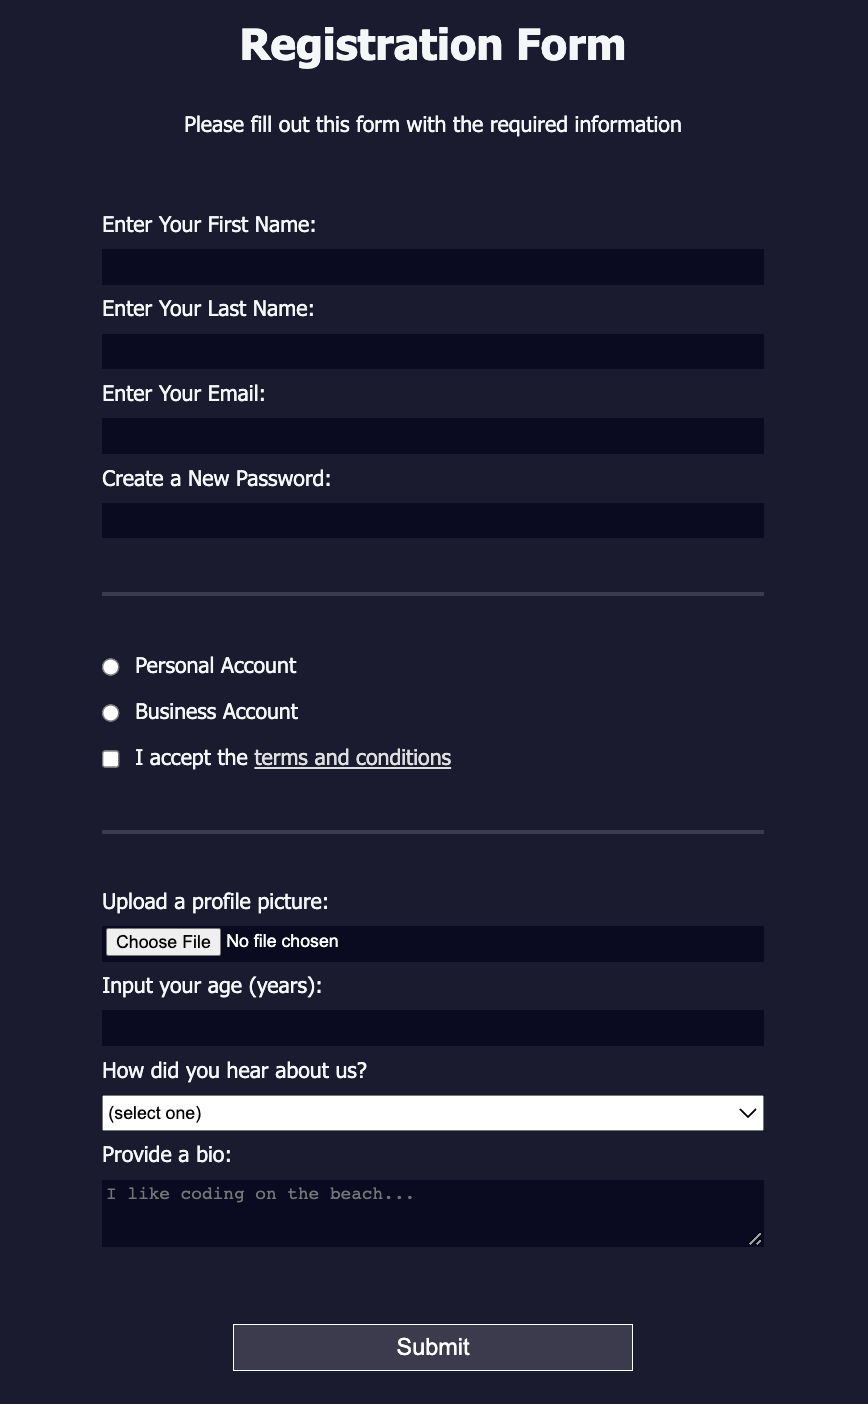 Registration Form
Please fill out this form with the required information
Enter Your First Name:
Enter Your Last Name:
Enter Your Email:
Create a New Password:
Personal Account
Business Account
I accept the terms and conditions
Upload a profile picture:
Choose File No file chosen
Input your age (years):
How did you hear about us?
(select one)
Provide a bio:
I like coding on the beach...
Submit